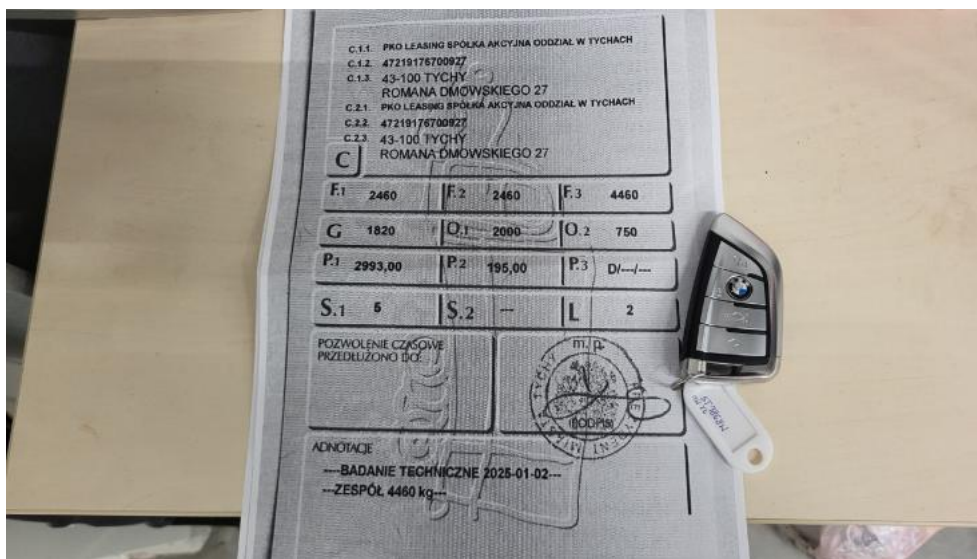 C.1.1. PKO LEASING SPÓŁKA AKCYJNA ODDZIAŁ W TYCHACH
C.1.2. 47219176700927
C.1.3. 43-100 TYCHY
ROMANA DMOWSKIEGO 27
C.2.1. PKO LEASING SPÓŁKA AKCYJNA ODDZIAŁ W TYCHACH
C.2.2. 47219176700927
C.2.3. 43-100 TYCHY
C ROMANA DMOWSKIEGO 27
F.1 2460 F.2 2460 F.3 4460
G 1820 O.1 2000 O.2 750
P.1 2993,00 P.2 195,00 P.3 D/---/---
S.1 5 S.2 --- L 2
POZWOLENIE CZASOWE
PRZEDŁUŻONO DO:
m. p.
(PODPIS)
ADNOTACJE
----BADANIE TECHNICZNE 2025-01-02---
---ZESPÓŁ 4460 kg---